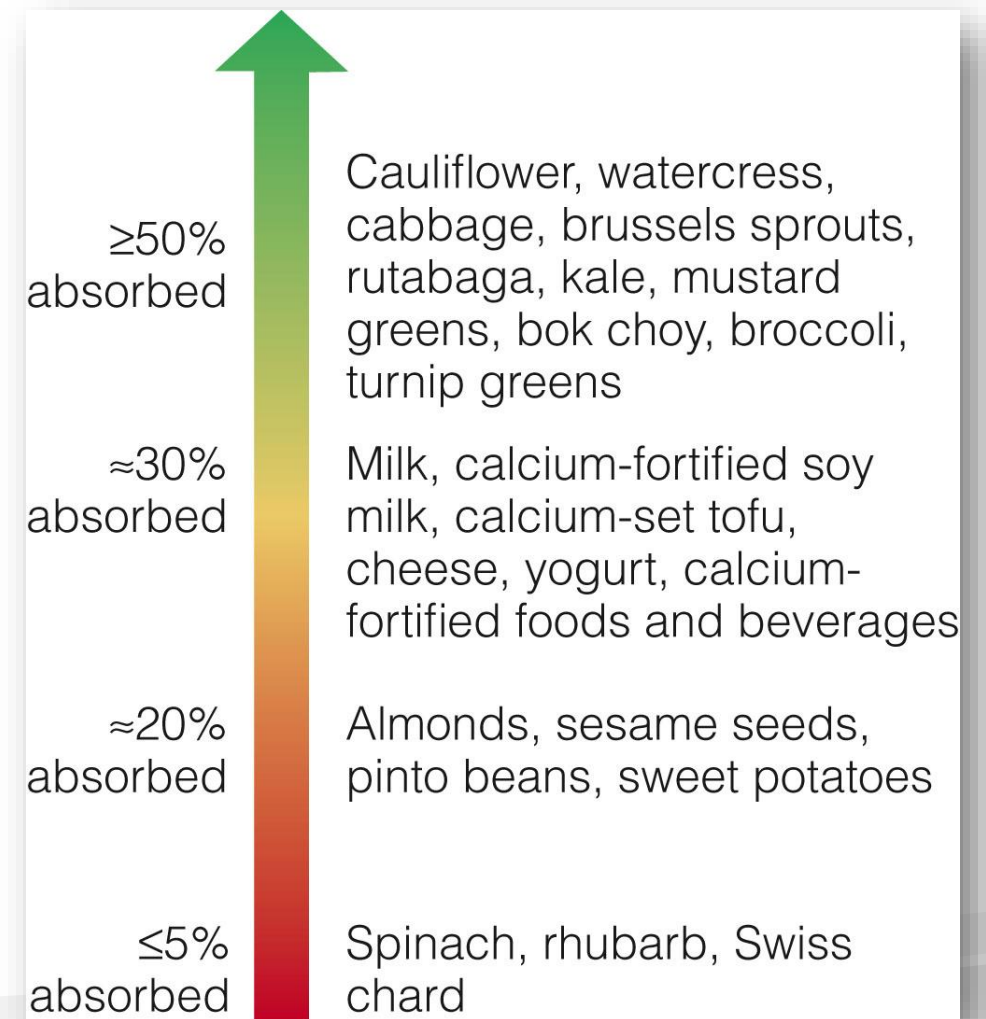 ≥50%
absorbed
Cauliflower, watercress,
cabbage, brussels sprouts,
rutabaga, kale, mustard
greens, bok choy, broccoli,
turnip greens
≈30%
absorbed
Milk, calcium-fortified soy
milk, calcium-set tofu,
cheese, yogurt, calcium-
fortified foods and beverages
≈20%
absorbed
Almonds, sesame seeds,
pinto beans, sweet potatoes
≤5%
absorbed
Spinach, rhubarb, Swiss
chard